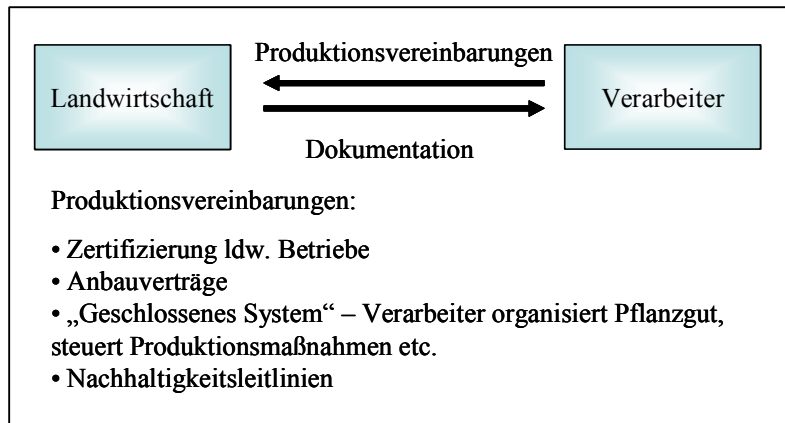 Produktionsvereinbarungen
Landwirtschaft
Verarbeiter
Dokumentation
Produktionsvereinbarungen:
• Zertifizierung ldw. Betriebe
• Anbauverträge
• „Geschlossenes System“ – Verarbeiter organisiert Pflanzgut,
steuert Produktionsmaßnahmen etc.
• Nachhaltigkeitsleitlinien